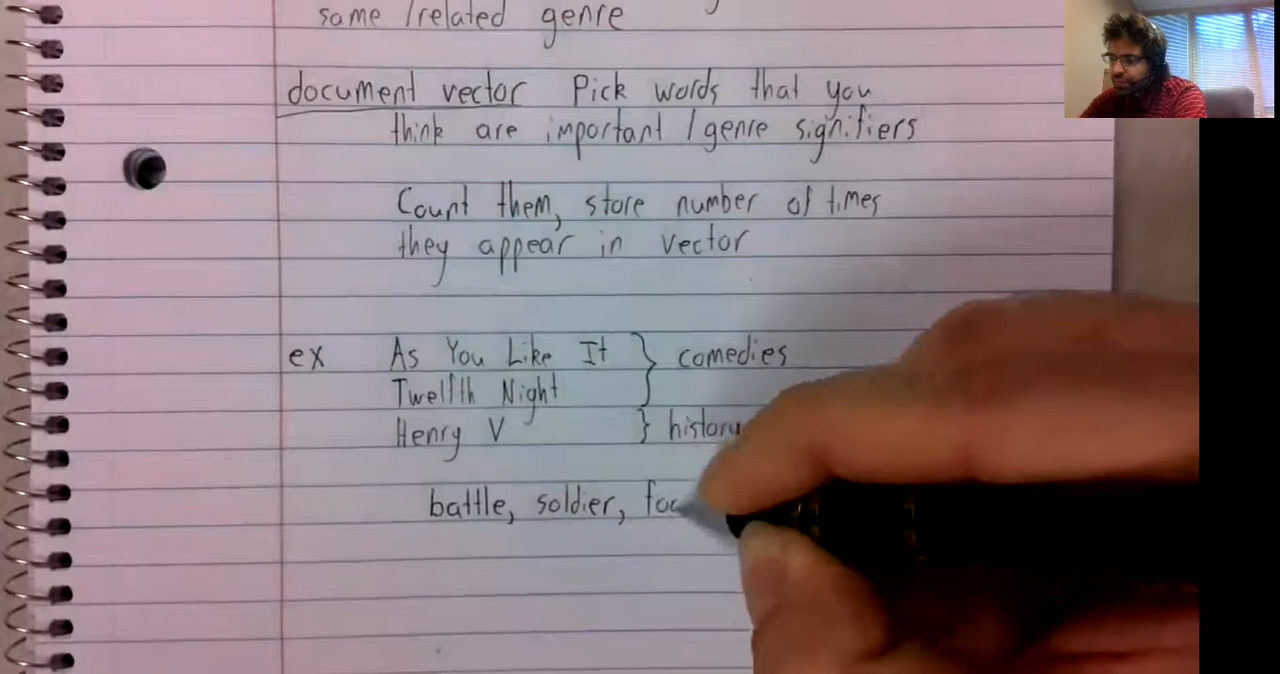 same /related genre
document vector Pick words that you
think are important / genre signifiers
Count them, store number of times
they appear in vector
ex As You Like It } comedies
Twelfth Night
Henry V } history
battle, soldier,